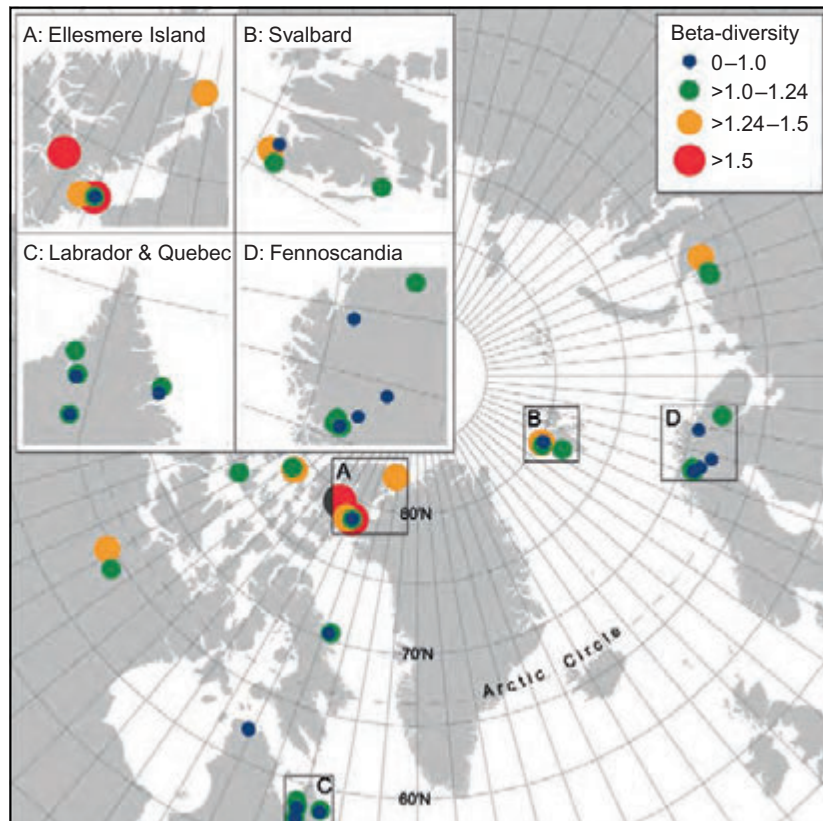 A: Ellesmere Island
B: Svalbard
Beta-diversity
0–1.0
>1.0–1.24
>1.24–1.5
>1.5
C: Labrador & Quebec
D: Fennoscandia
B
D
A
80°N
70°N
Arctic Circle
C
60°N